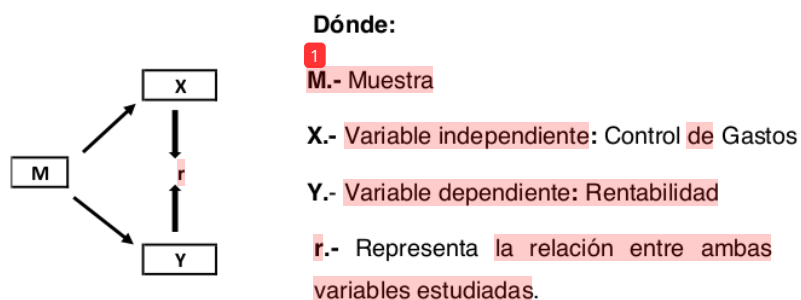 Dónde:
1
M.- Muestra
X
X.- Variable independiente: Control de Gastos
M
r
Y.- Variable dependiente: Rentabilidad
r.- Representa la relación entre ambas
Y
variables estudiadas.